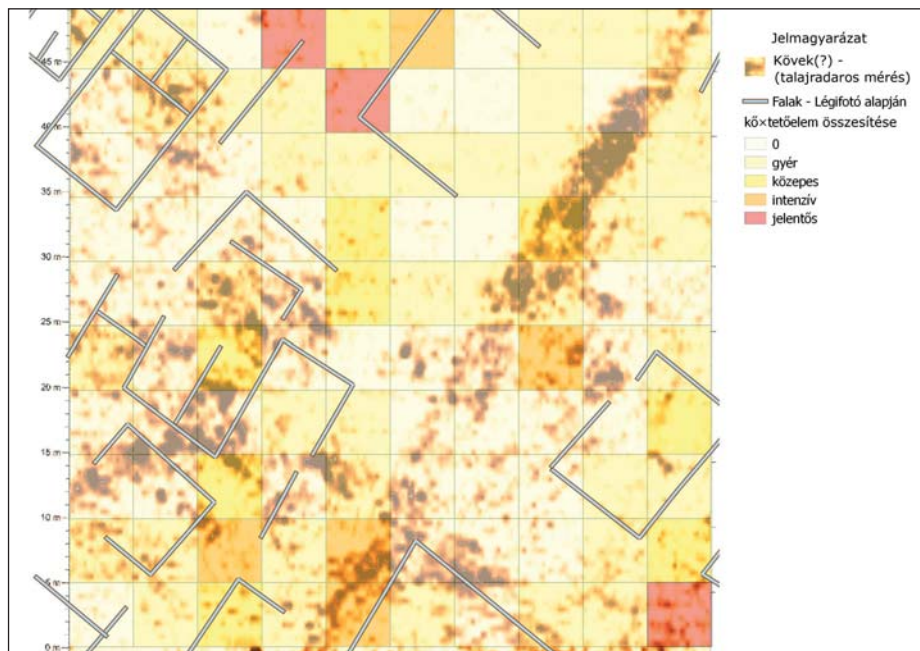 Jelmagyarázat
Kövek(?) -
(talajradaros mérés)
Falak - Légifotó alapján
kő×tetőelem összesítése
0
gyér
közepes
intenzív
jelentős
45 m
40 m
35 m
30 m
25 m
20 m
15 m
10 m
5 m
0 m